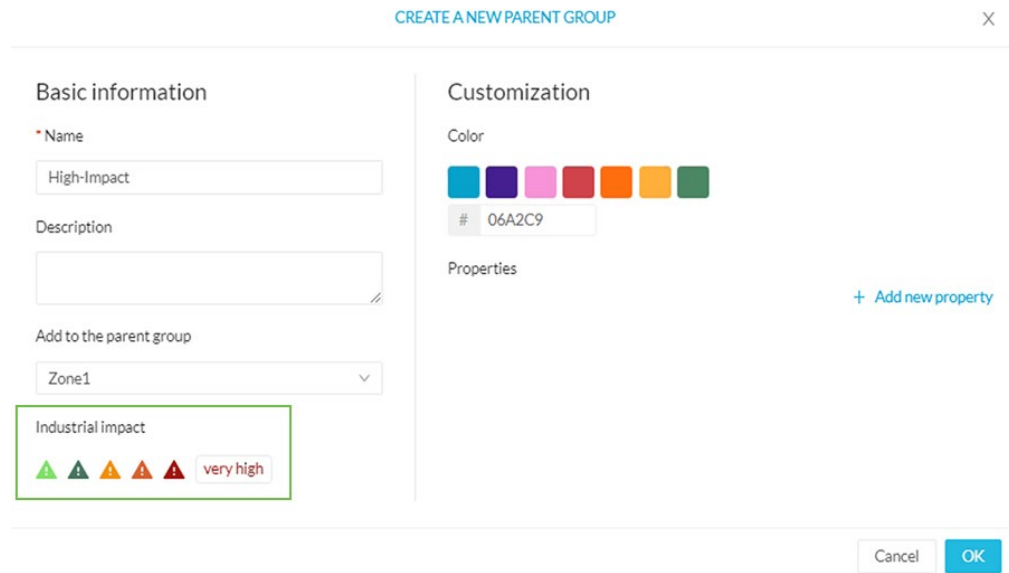 CREATE A NEW PARENT GROUP
X
Basic information
* Name
High-Impact
Description
Add to the parent group
Zone1
Industrial impact
very high
Customization
Color
# 06A2C9
Properties
+ Add new property
Cancel
OK